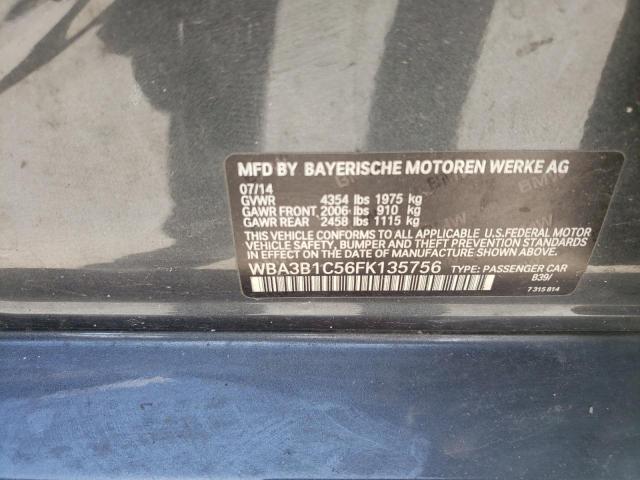 MFD BY BAYERISCHE MOTOREN WERKE AG
07/14
GVWR 4354 lbs 1975 kg
GAWR FRONT 2006 lbs 910 kg
GAWR REAR 2458 lbs 1115 kg
THIS VEHICLE CONFORMS TO ALL APPLICABLE U.S.FEDERAL MOTOR
VEHICLE SAFETY, BUMPER, AND THEFT PREVENTION STANDARDS
IN EFFECT ON THE DATE OF MANUFACTURE SHOWN ABOVE.
WBA3B1C56FK135756 TYPE: PASSENGER CAR
B39/
7 315 814